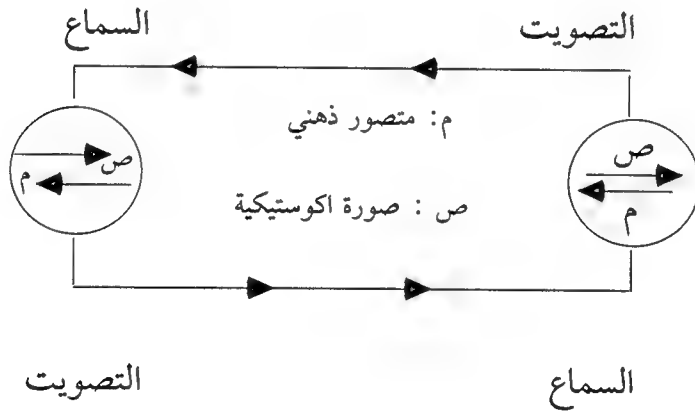 التصويت
السماع
م : متصور ذهني
ص
م
ص
م
ص : صورة اكوستيكية
السماع
التصويت